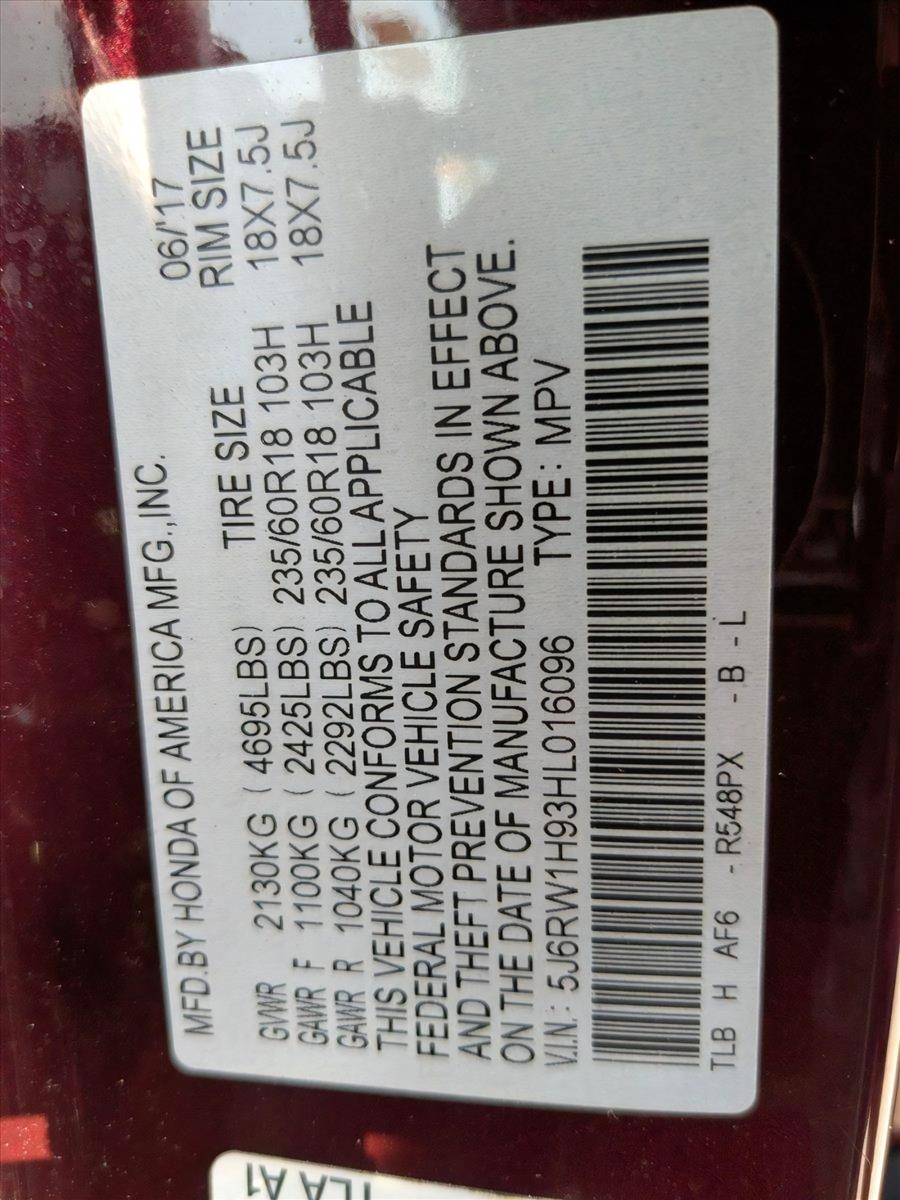 MFD.BY HONDA OF AMERICA MFG.,INC. 06/'17
TIRE SIZE RIM SIZE
GVWR 2130KG (4695LBS)
GAWR F 1100KG (2425LBS) 235/60R18 103H 18X7.5J
GAWR R 1040KG (2292LBS) 235/60R18 103H 18X7.5J
THIS VEHICLE CONFORMS TO ALL APPLICABLE
FEDERAL MOTOR VEHICLE SAFETY
AND THEFT PREVENTION STANDARDS IN EFFECT
ON THE DATE OF MANUFACTURE SHOWN ABOVE.
V.I.N.: 5J6RW1H93HL016096 TYPE: MPV
TLB H AF6 - R548PX - B - L
TLA A1